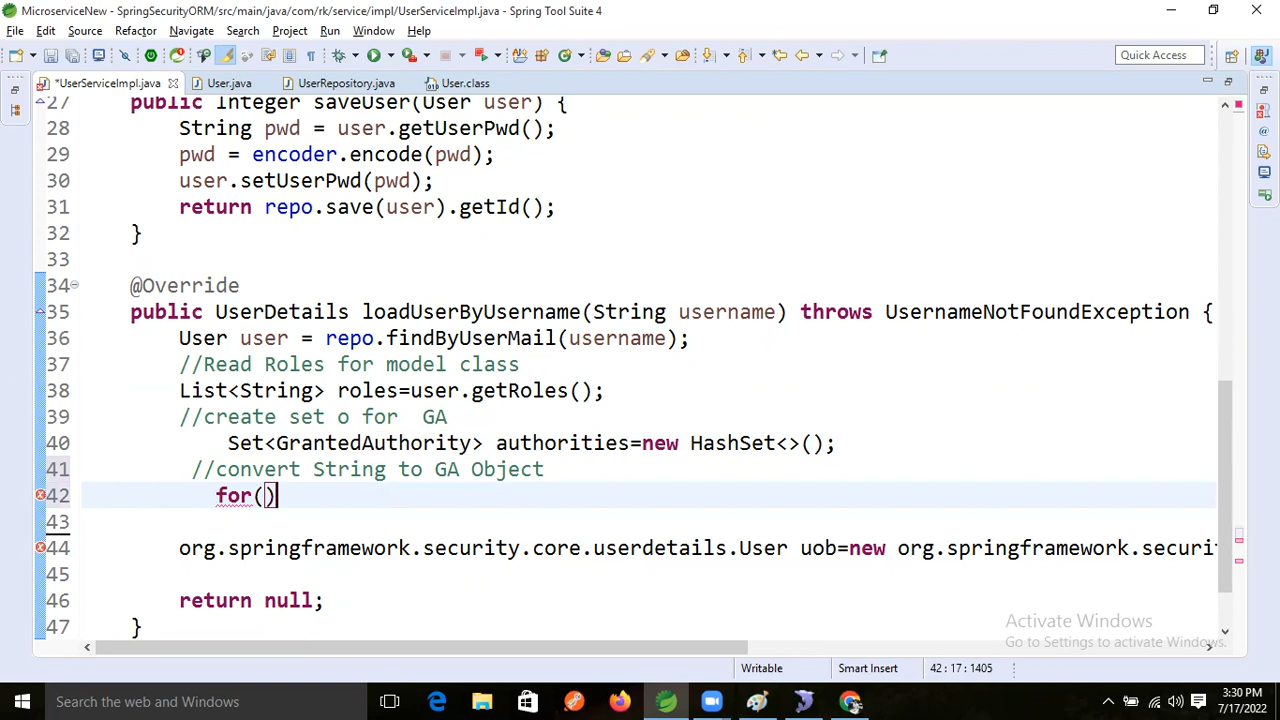 MicroserviceNew - SpringSecurityORM/src/main/java/com/rk/service/impl/UserServiceImpl.java - Spring Tool Suite 4
File Edit Source Refactor Navigate Search Project Run Window Help
Quick Access
*UserServiceImpl.java User.java UserRepository.java User.class
27 public Integer saveUser(User user) {
28 String pwd = user.getUserPwd();
29 pwd = encoder.encode(pwd);
30 user.setUserPwd(pwd);
31 return repo.save(user).getId();
32 }
33
34 @Override
35 public UserDetails loadUserByUsername(String username) throws UsernameNotFoundException {
36 User user = repo.findByUserMail(username);
37 //Read Roles for model class
38 List<String> roles=user.getRoles();
39 //create set o for  GA
40 Set<GrantedAuthority> authorities=new HashSet<>();
41 //convert String to GA Object
42 for()
43
44 org.springframework.security.core.userdetails.User uob=new org.springframework.securi
45
46 return null;
47 }
Activate Windows
Go to Settings to activate Windows.
Writable Smart Insert 42 : 17 : 1405
Search the web and Windows
3:30 PM
7/17/2022